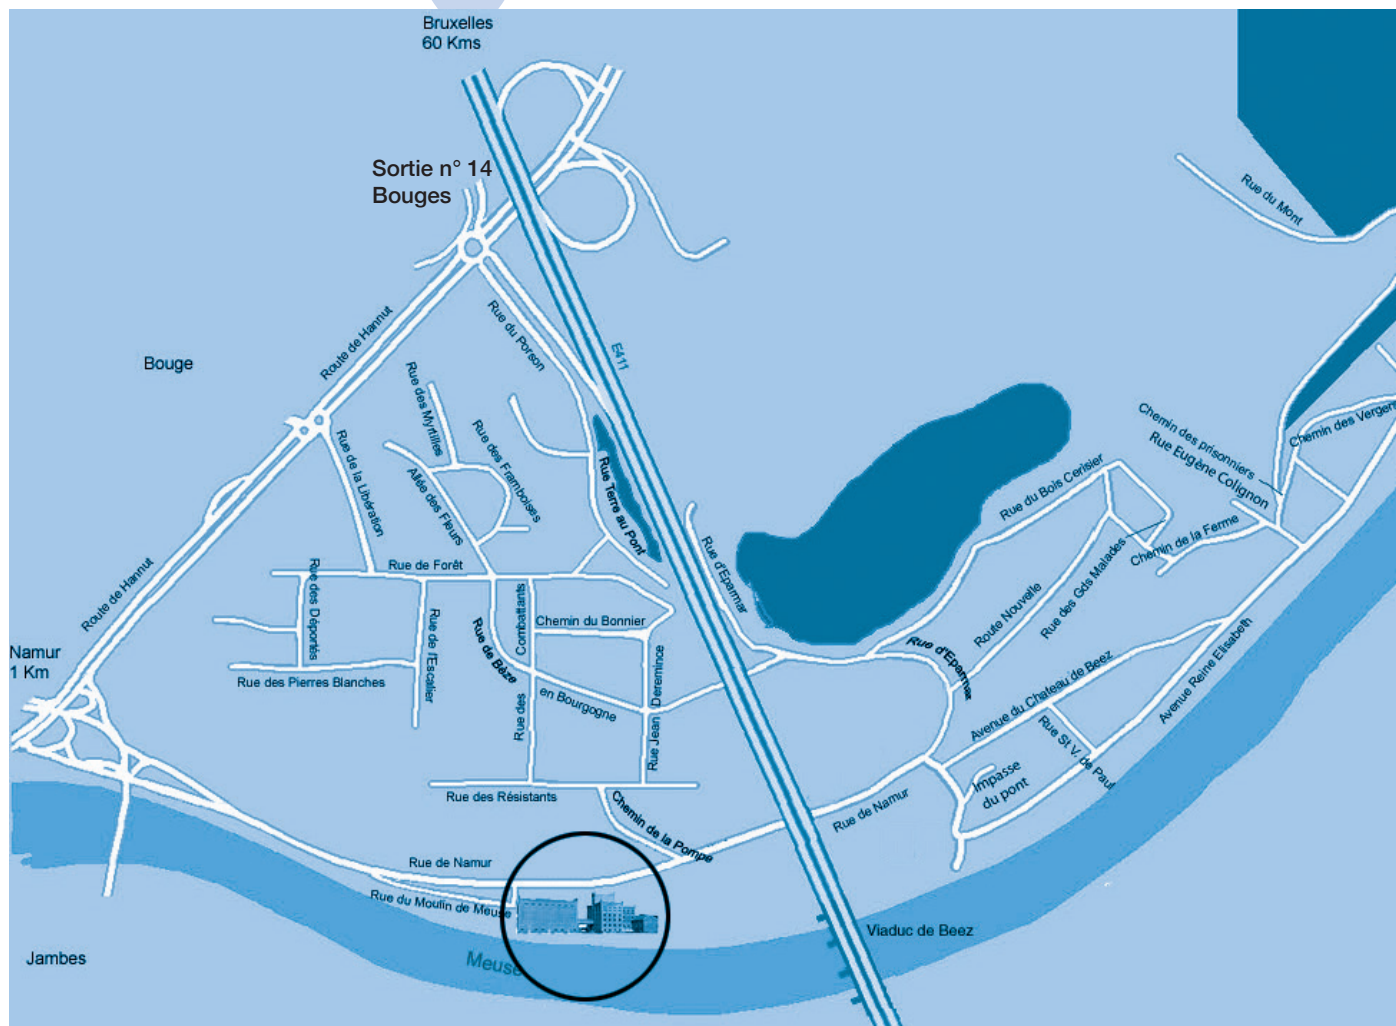 Bruxelles
60 Kms
Sortie n° 14
Bouges
Rue du Mont
Route de Hannut
Rue du Porson
E411
Bouge
Rue des Myrtilles
Rue des Framboises
Allée des Fleurs
Rue de la Libération
Rue Terre au Pont
Chemin des Vergers
Chemin des prisonniers
Rue Eugène Colignon
Rue du Bois Cerisier
Chemin de la Ferme
Rue des Gds Malades
Route Nouvelle
Rue d'Eparmar
Route de Hannut
Rue de Forêt
Rue des Déportés
Rue de l'Escalier
Rue de Bèze
Rue des Combattants
Chemin du Bonnier
Rue Jean Deremince
en Bourgogne
Rue d'Eparmar
Namur
1 Km
Rue des Pierres Blanches
Avenue du Chateau de Beez
Avenue Reine Elisabeth
Rue St V. de Paul
Impasse
du pont
Rue des Résistants
Chemin de la Pompe
Rue de Namur
Rue de Namur
Rue du Moulin de Meuse
Viaduc de Beez
Jambes
Meuse